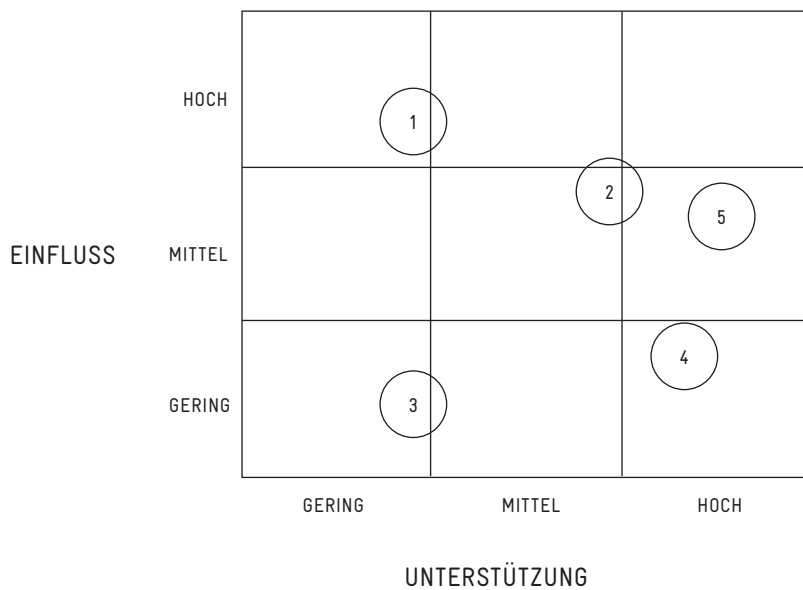 HOCH
1
2
5
EINFLUSS
MITTEL
4
GERING
3
GERING
MITTEL
HOCH
UNTERSTÜTZUNG